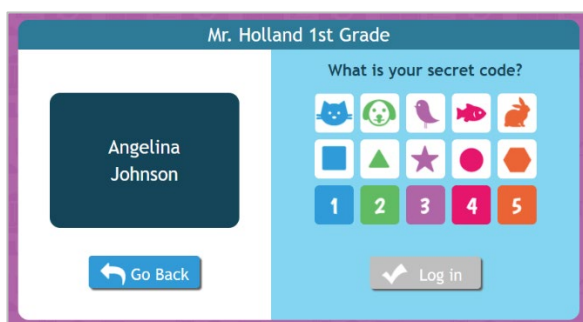 Mr. Holland 1st Grade
What is your secret code?
Angelina
Johnson
1 2 3 4 5
Go Back
Log in